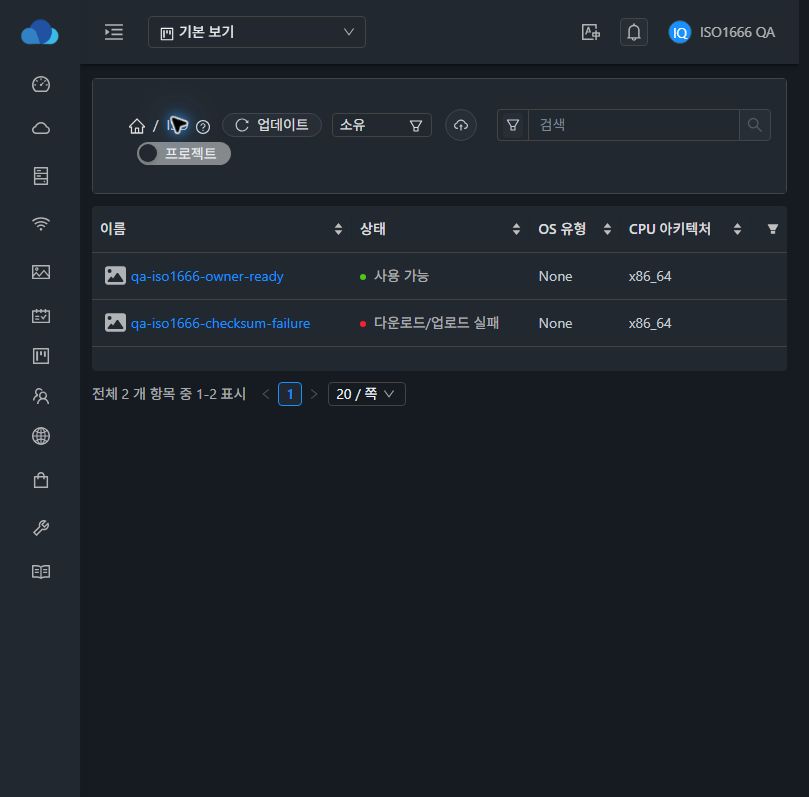 기본 보기
IQ ISO1666 QA
/ 업데이트 소유 검색
프로젝트
이름 상태 OS 유형 CPU 아키텍처
qa-iso1666-owner-ready 사용 가능 None x86_64
qa-iso1666-checksum-failure 다운로드/업로드 실패 None x86_64
전체 2 개 항목 중 1-2 표시 < 1 > 20 / 쪽